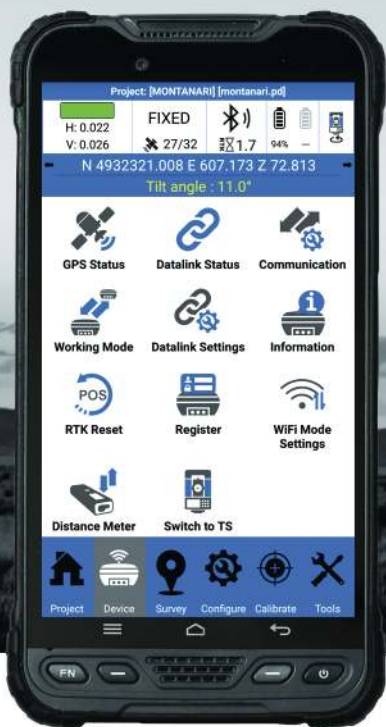 Project: [MONTANARI] [montanari.pd]
H: 0.022
V: 0.026
FIXED
27/32
1.7
94%
--
N 4932321.008 E 607.173 Z 72.813
Tilt angle : 11.0°
GPS Status
Datalink Status
Communication
Working Mode
Datalink Settings
Information
POS
RTK Reset
Register
WiFi Mode
Settings
Distance Meter
Switch to TS
Project
Device
Survey
Configure
Calibrate
Tools
FN